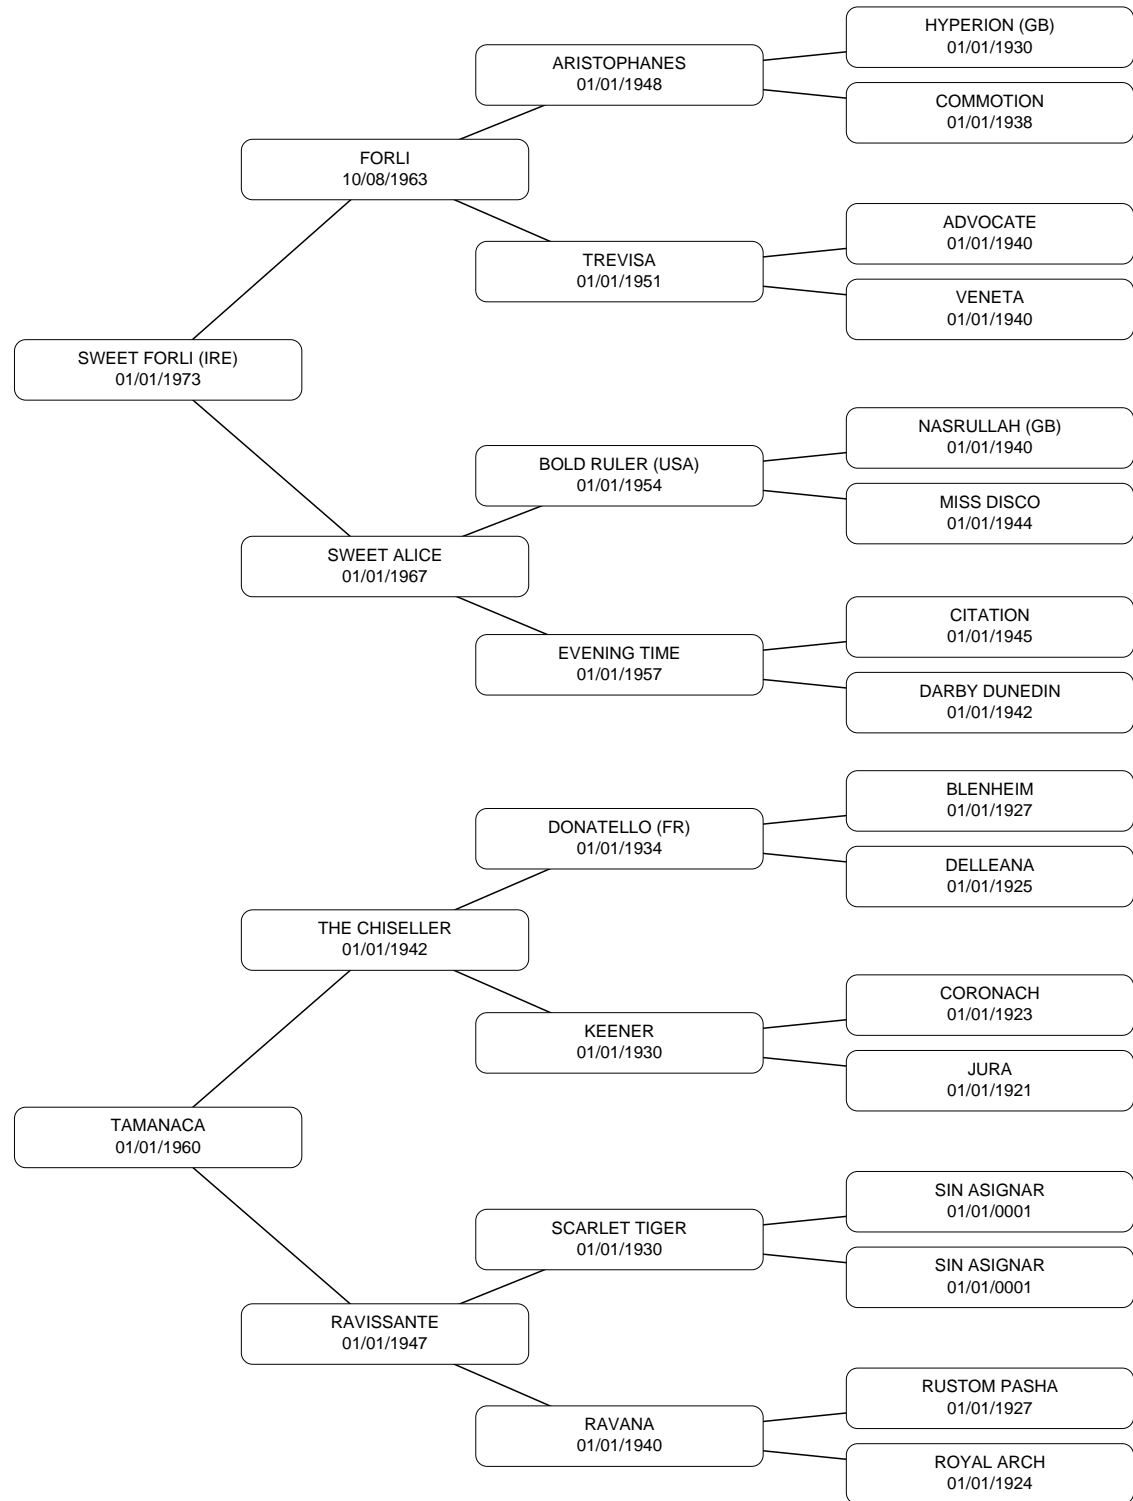 HYPERION (GB)
01/01/1930
ARISTOPHANES
01/01/1948
COMMOTION
01/01/1938
FORLI
10/08/1963
ADVOCATE
01/01/1940
TREVISA
01/01/1951
VENETA
01/01/1940
SWEET FORLI (IRE)
01/01/1973
NASRULLAH (GB)
01/01/1940
BOLD RULER (USA)
01/01/1954
MISS DISCO
01/01/1944
SWEET ALICE
01/01/1967
CITATION
01/01/1945
EVENING TIME
01/01/1957
DARBY DUNEDIN
01/01/1942
BLENHEIM
01/01/1927
DONATELLO (FR)
01/01/1934
DELLEANA
01/01/1925
THE CHISELLER
01/01/1942
CORONACH
01/01/1923
KEENER
01/01/1930
JURA
01/01/1921
TAMANACA
01/01/1960
SIN ASIGNAR
01/01/0001
SCARLET TIGER
01/01/1930
SIN ASIGNAR
01/01/0001
RAVISSANTE
01/01/1947
RUSTOM PASHA
01/01/1927
RAVANA
01/01/1940
ROYAL ARCH
01/01/1924